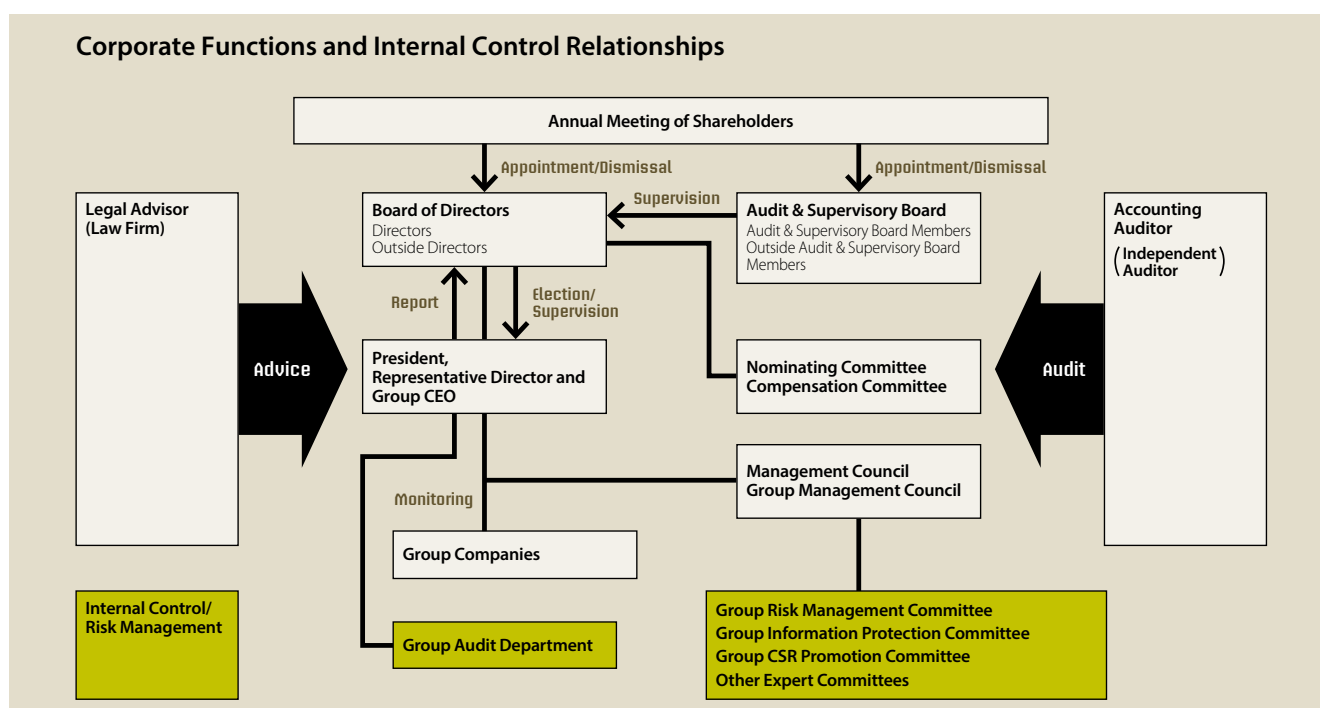 Corporate Functions and Internal Control Relationships
Annual Meeting of Shareholders
Appointment/Dismissal
Appointment/Dismissal
Legal Advisor
(Law Firm)
Board of Directors
Directors
Outside Directors
Supervision
Audit & Supervisory Board
Audit & Supervisory Board Members
Outside Audit & Supervisory Board
Members
Accounting
Auditor
(Independent
Auditor)
Report
Election/
Supervision
Advice
President,
Representative Director and
Group CEO
Nominating Committee
Compensation Committee
Audit
Management Council
Group Management Council
Monitoring
Group Companies
Internal Control/
Risk Management
Group Audit Department
Group Risk Management Committee
Group Information Protection Committee
Group CSR Promotion Committee
Other Expert Committees